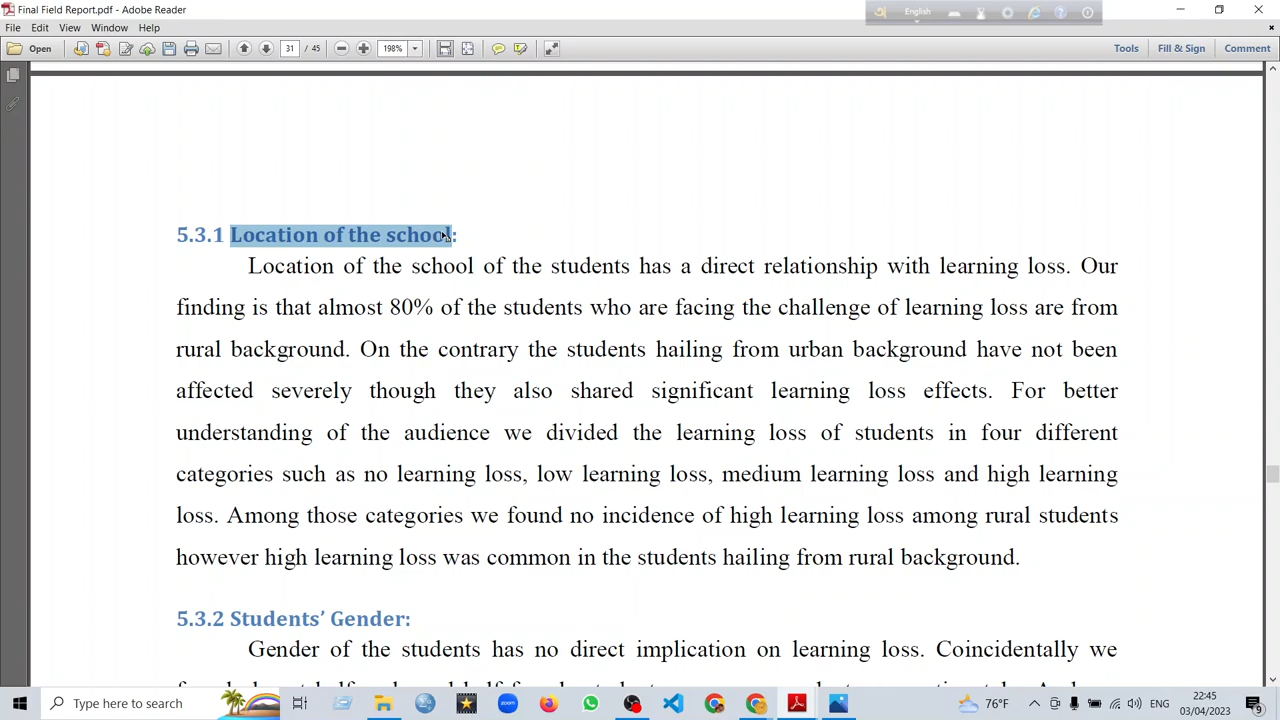 Final Field Report.pdf - Adobe Reader
English
File Edit View Window Help
Open 31 / 45 198% Tools Fill & Sign Comment
5.3.1 Location of the school:
Location of the school of the students has a direct relationship with learning loss. Our
finding is that almost 80% of the students who are facing the challenge of learning loss are from
rural background. On the contrary the students hailing from urban background have not been
affected severely though they also shared significant learning loss effects. For better
understanding of the audience we divided the learning loss of students in four different
categories such as no learning loss, low learning loss, medium learning loss and high learning
loss. Among those categories we found no incidence of high learning loss among rural students
however high learning loss was common in the students hailing from rural background.
5.3.2 Students’ Gender:
Gender of the students has no direct implication on learning loss. Coincidentally we
Type here to search
zoom
76°F
ENG
22:45
03/04/2023
9